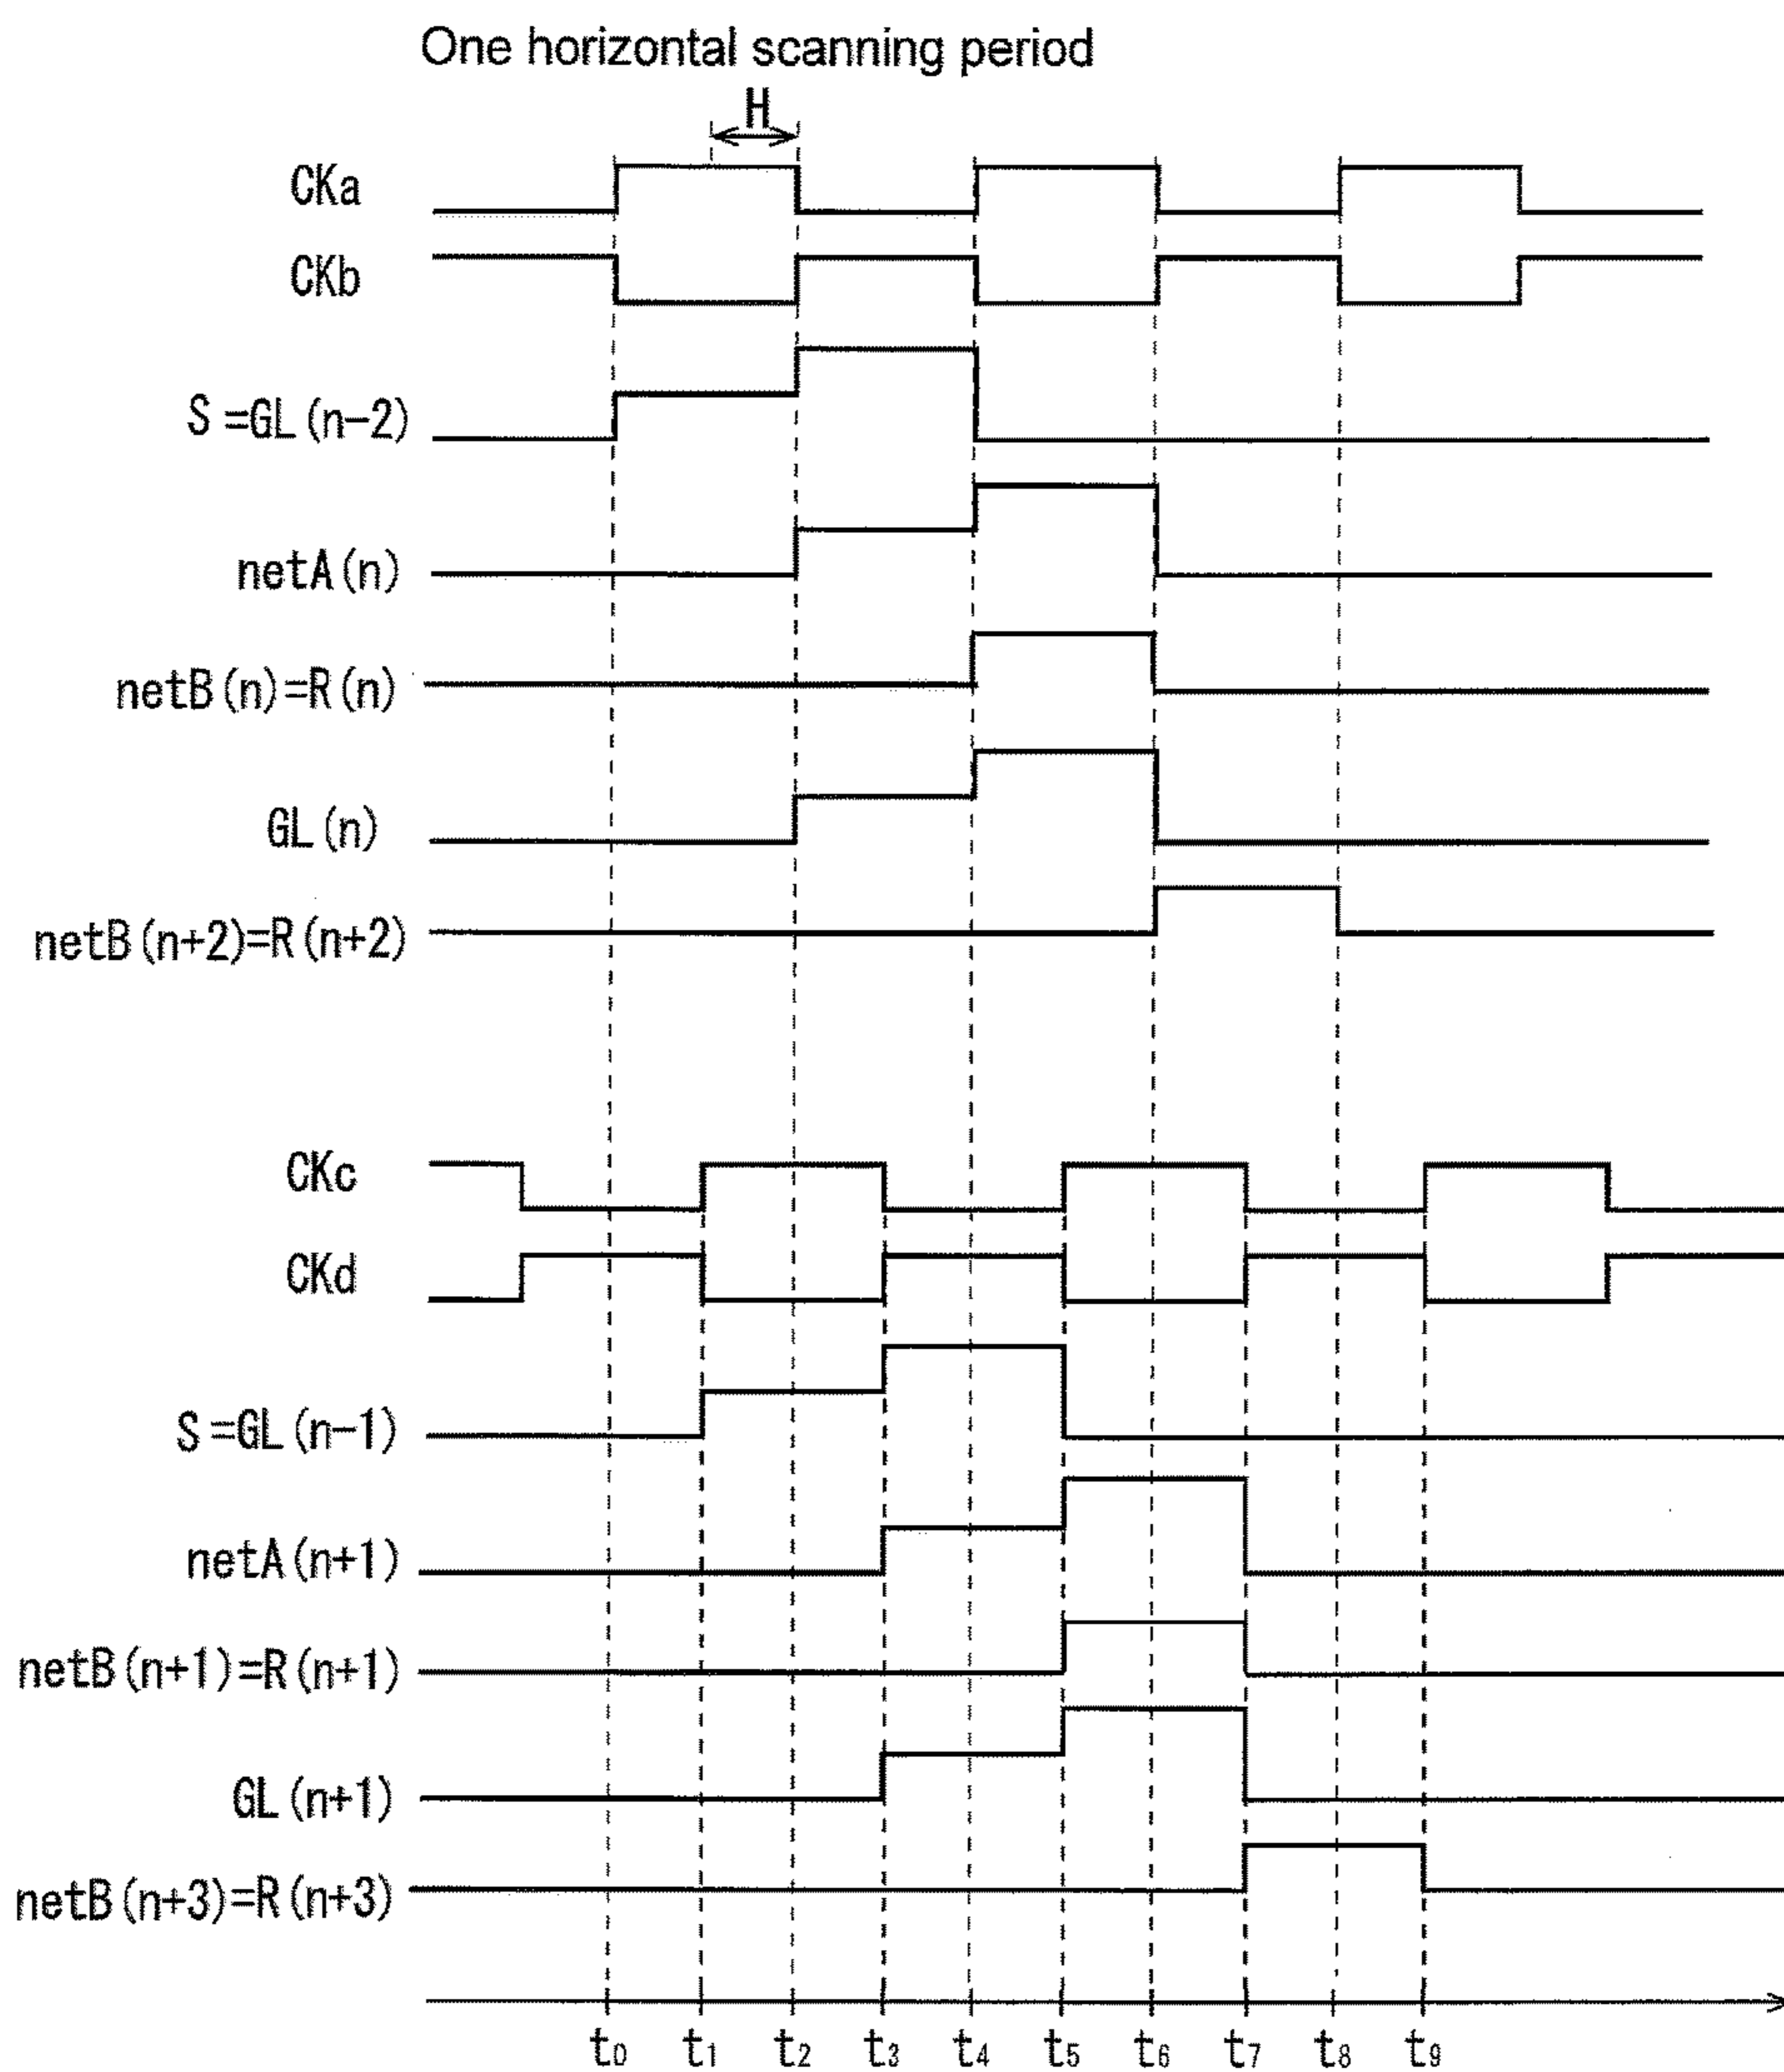 One horizontal scanning period
H
CKa
CKb
S=GL(n-2)
netA(n)
netB(n)=R(n)
GL(n)
netB(n+2)=R(n+2)
CKc
CKd
S=GL(n-1)
netA(n+1)
netB(n+1)=R(n+1)
GL(n+1)
netB(n+3)=R(n+3)
t0 t1 t2 t3 t4 t5 t6 t7 t8 t9